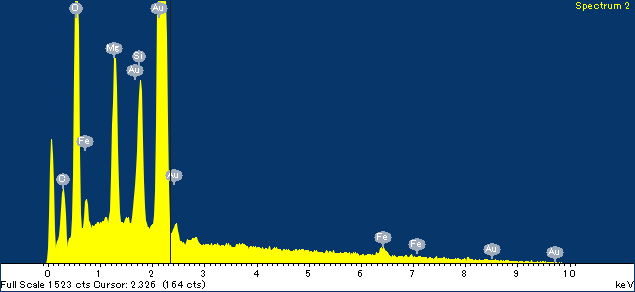 Spectrum 2
O Au
Mg Si
Au
Fe
Au
Fe
Fe
Au
Au
0 1 2 3 4 5 6 7 8 9 10
Full Scale 1523 cts Cursor: 2.326 (164 cts) keV